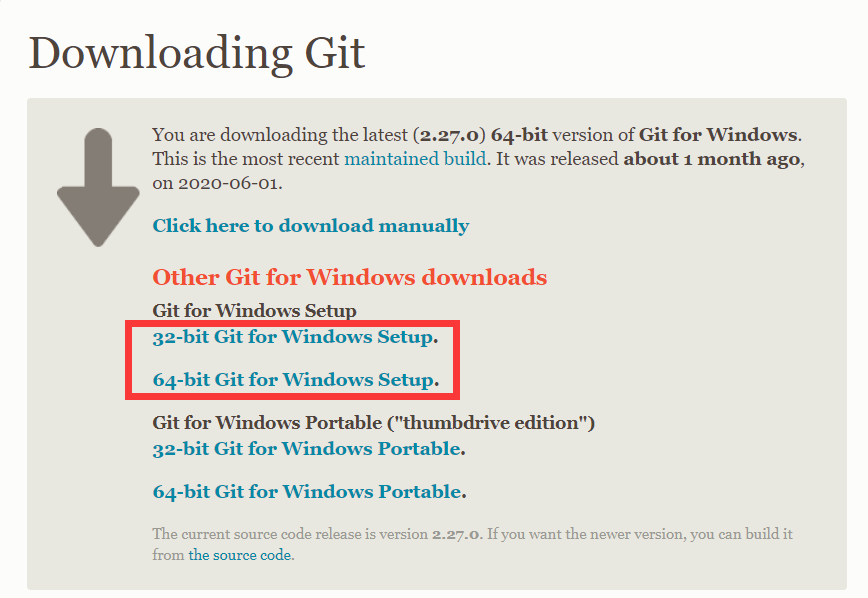 Downloading Git
You are downloading the latest (2.27.0) 64-bit version of Git for Windows.
This is the most recent maintained build. It was released about 1 month ago,
on 2020-06-01.
Click here to download manually
Other Git for Windows downloads
Git for Windows Setup
32-bit Git for Windows Setup.
64-bit Git for Windows Setup.
Git for Windows Portable ("thumbdrive edition")
32-bit Git for Windows Portable.
64-bit Git for Windows Portable.
The current source code release is version 2.27.0. If you want the newer version, you can build it
from the source code.